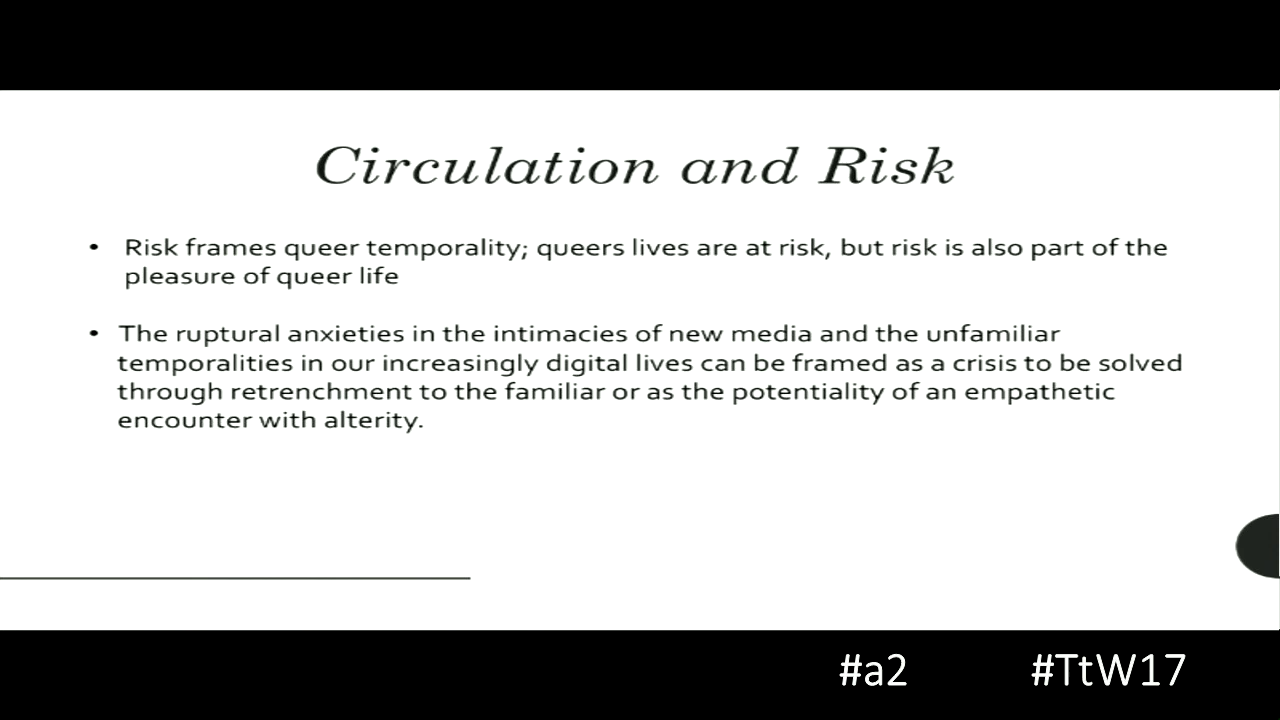 Circulation and Risk
• Risk frames queer temporality; queers lives are at risk, but risk is also part of the
pleasure of queer life
• The ruptural anxieties in the intimacies of new media and the unfamiliar
temporalities in our increasingly digital lives can be framed as a crisis to be solved
through retrenchment to the familiar or as the potentiality of an empathetic
encounter with alterity.
#a2 #TtW17